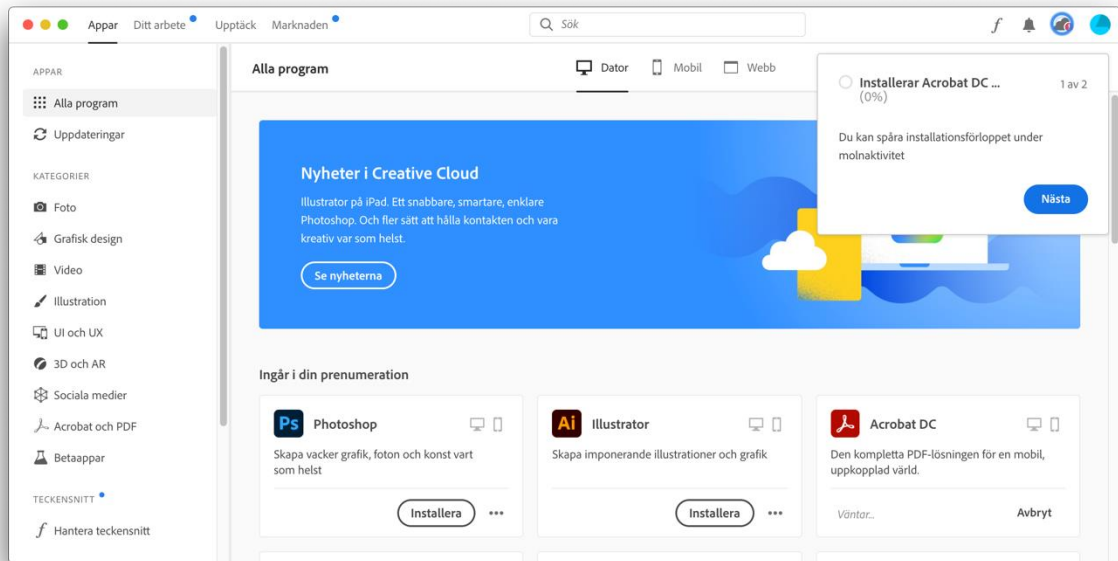 Appar Ditt arbete Upptäck Marknaden Sök
APPAR
Alla program
Uppdateringar
KATEGORIER
Foto
Grafisk design
Video
Illustration
UI och UX
3D och AR
Sociala medier
Acrobat och PDF
Betaappar
TECKENSNITT
Hantera teckensnitt
Alla program Dator Mobil Webb
Installerar Acrobat DC ... 1 av 2
(0%)
Du kan spåra installationsförloppet under
molnaktivitet
Nästa
Nyheter i Creative Cloud
Illustrator på iPad. Ett snabbare, smartare, enklare
Photoshop. Och fler sätt att hålla kontakten och vara
kreativ var som helst.
Se nyheterna
Ingår i din prenumeration
Ps Photoshop
Skapa vacker grafik, foton och konst vart
som helst
Installera
Ai Illustrator
Skapa imponerande illustrationer och grafik
Installera
Acrobat DC
Den kompletta PDF-lösningen för en mobil,
uppkopplad värld.
Väntar... Avbryt